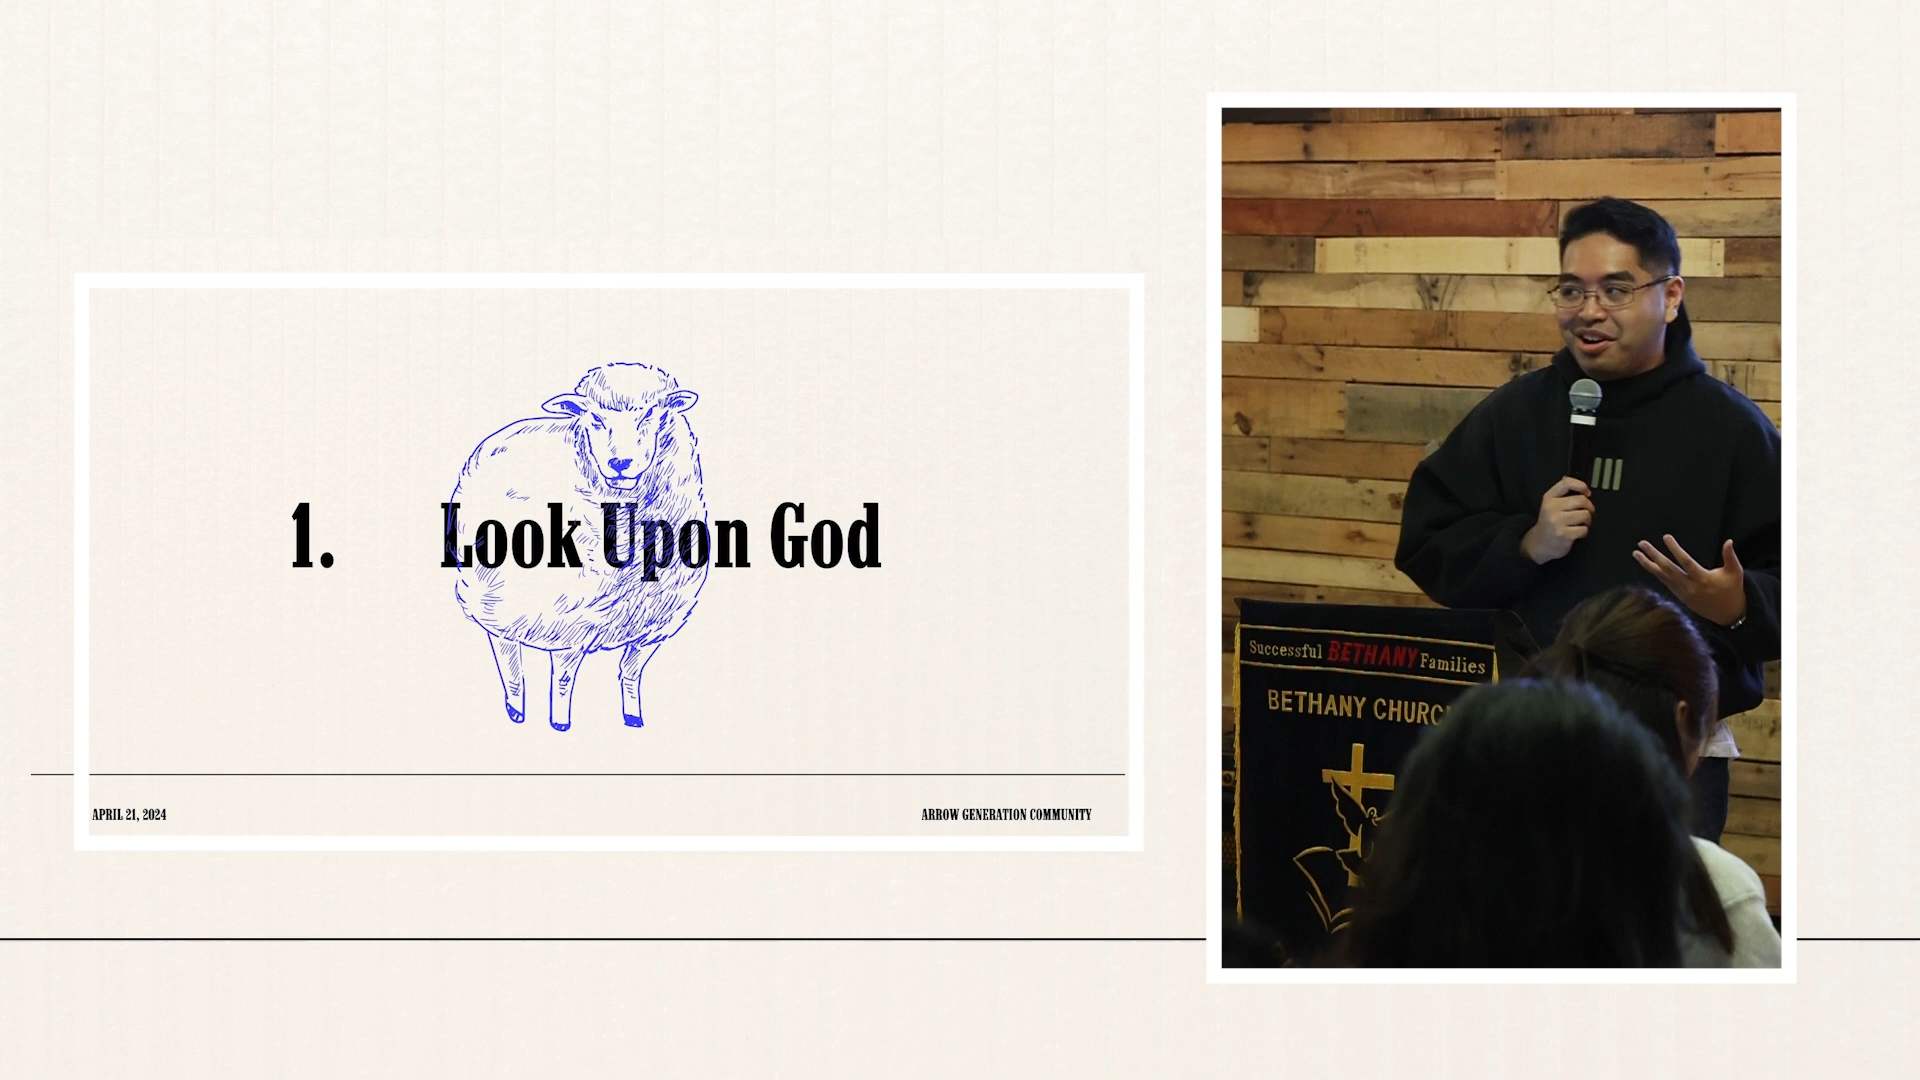 1. Look Upon God
APRIL 21, 2024
ARROW GENERATION COMMUNITY
Successful BETHANY Families
BETHANY CHURC